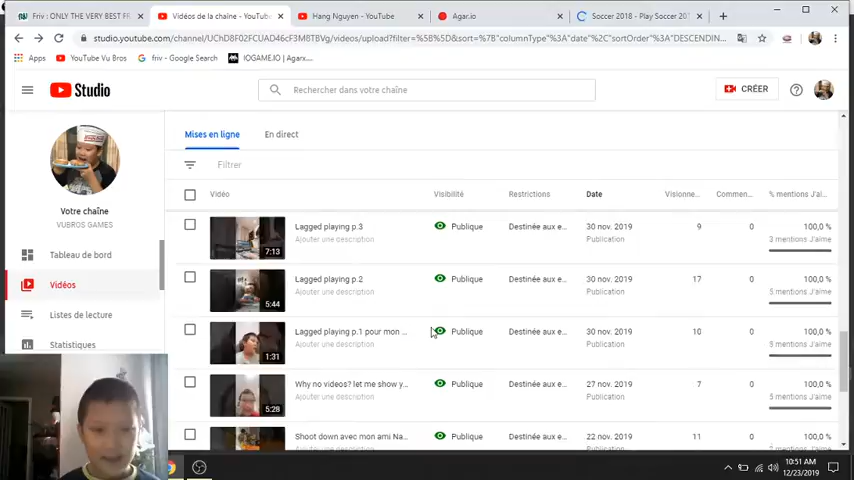 Friv : ONLY THE VERY BEST FR
Vidéos de la chaîne - YouTube
Hang Nguyen - YouTube
Agar.io
Soccer 2018 - Play Soccer 20
studio.youtube.com/channel/
/videos/upload?filter=%5B%5D&sort=%7B"columnType"%3A"date"%2C"sortOrder"%3A"DESCENDIN...
Apps
YouTube Vu Bros
friv - Google Search
IOGAME.IO | Agarx...
Studio
Rechercher dans votre chaîne
CRÉER
Mises en ligne
En direct
Filtrer
Vidéo
Visibilité
Restrictions
Date
Visionne...
Commen...
% mentions J'ai...
Votre chaîne
VUBROS GAMES
Tableau de bord
Vidéos
Listes de lecture
Statistiques
Lagged playing p.3
Ajouter une description
7:13
Publique
Destinée aux e...
30 nov. 2019
Publication
9
0
100,0 %
3 mentions J'aime
Lagged playing p.2
Ajouter une description
5:44
Publique
Destinée aux e...
30 nov. 2019
Publication
17
0
100,0 %
5 mentions J'aime
Lagged playing p.1 pour mon ...
Ajouter une description
1:31
Publique
Destinée aux e...
30 nov. 2019
Publication
10
0
100,0 %
5 mentions J'aime
Why no videos? let me show y...
Ajouter une description
5:28
Publique
Destinée aux e...
27 nov. 2019
Publication
7
0
100,0 %
Shoot down avec mon ami Na...
Publique
Destinée aux e...
22 nov. 2019
11
0
100,0 %
10:51 AM
12/23/2019